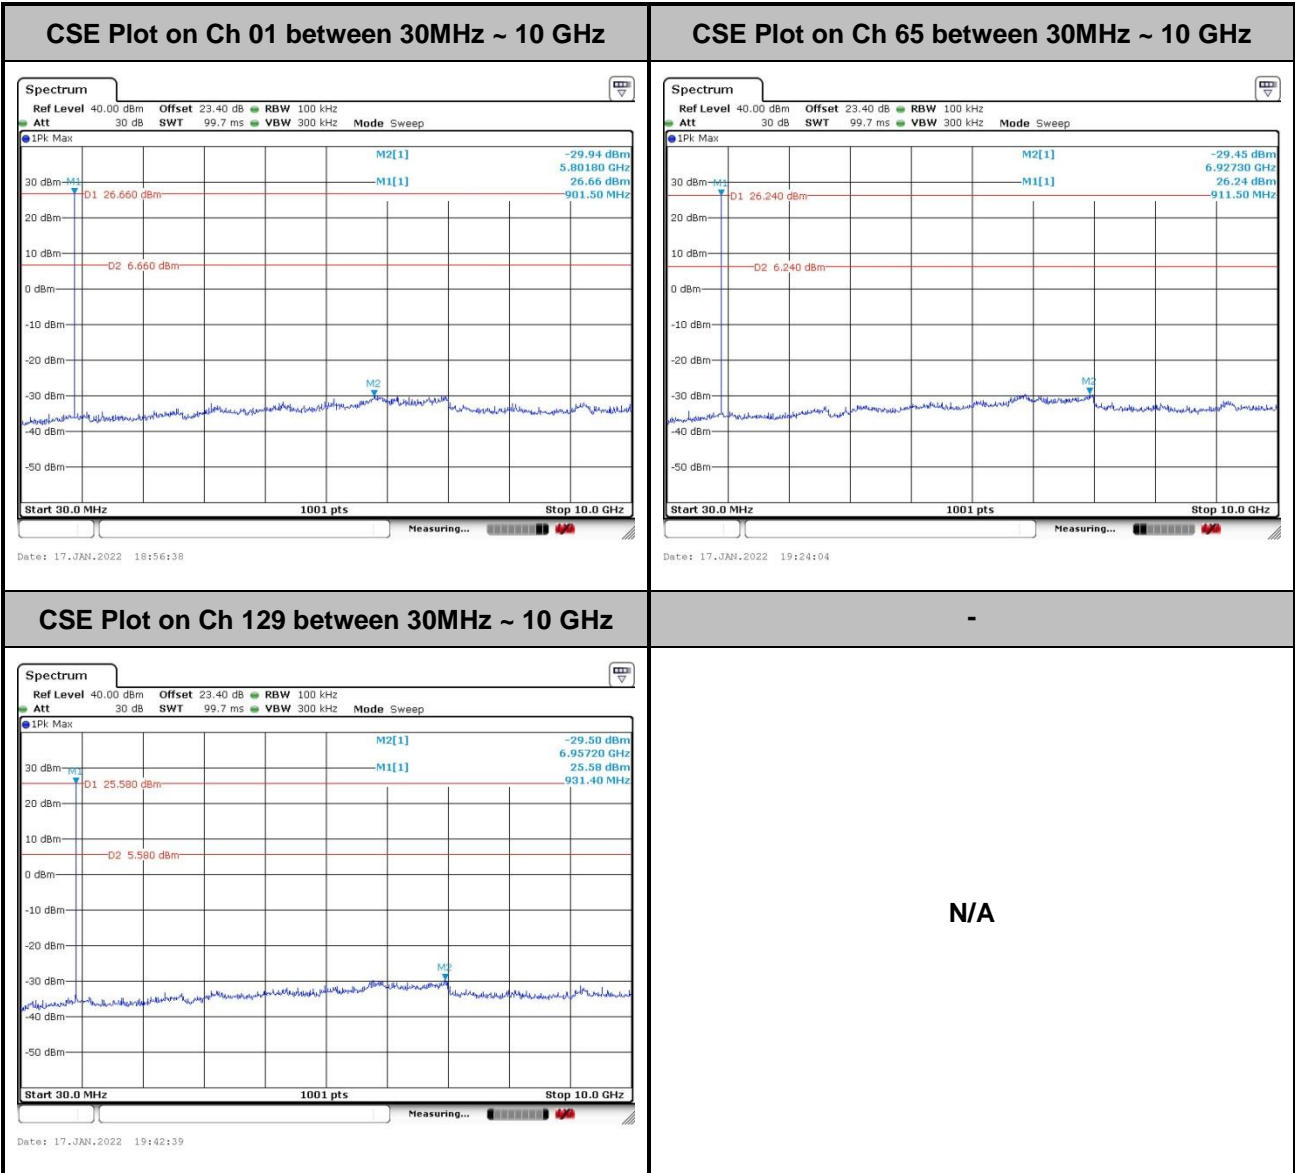 CSE Plot on Ch 01 between 30MHz ~ 10 GHz
Spectrum
Ref Level 40.00 dBm Offset 23.40 dB RBW 100 kHz
Att 30 dB SWT 99.7 ms VBW 300 kHz Mode Sweep
1Pk Max
M2[1] -29.94 dBm
5.80180 GHz
30 dBm M1 M1[1] 26.66 dBm
D1 26.660 dBm 901.50 MHz
20 dBm
10 dBm
D2 6.660 dBm
0 dBm
-10 dBm
-20 dBm
M2
-30 dBm
-40 dBm
-50 dBm
Start 30.0 MHz 1001 pts Stop 10.0 GHz
Measuring...
Date: 17.JAN.2022 18:56:38
CSE Plot on Ch 65 between 30MHz ~ 10 GHz
Spectrum
Ref Level 40.00 dBm Offset 23.40 dB RBW 100 kHz
Att 30 dB SWT 99.7 ms VBW 300 kHz Mode Sweep
1Pk Max
M2[1] -29.45 dBm
6.92730 GHz
30 dBm M1 M1[1] 26.24 dBm
D1 26.240 dBm 911.50 MHz
20 dBm
10 dBm
D2 6.240 dBm
0 dBm
-10 dBm
-20 dBm
M2
-30 dBm
-40 dBm
-50 dBm
Start 30.0 MHz 1001 pts Stop 10.0 GHz
Measuring...
Date: 17.JAN.2022 19:24:04
CSE Plot on Ch 129 between 30MHz ~ 10 GHz
-
Spectrum
Ref Level 40.00 dBm Offset 23.40 dB RBW 100 kHz
Att 30 dB SWT 99.7 ms VBW 300 kHz Mode Sweep
1Pk Max
M2[1] -29.50 dBm
6.95720 GHz
30 dBm M1 M1[1] 25.58 dBm
D1 25.580 dBm 931.40 MHz
20 dBm
10 dBm
D2 5.580 dBm
0 dBm
-10 dBm
-20 dBm
M2
-30 dBm
-40 dBm
-50 dBm
Start 30.0 MHz 1001 pts Stop 10.0 GHz
Measuring...
Date: 17.JAN.2022 19:42:39
N/A